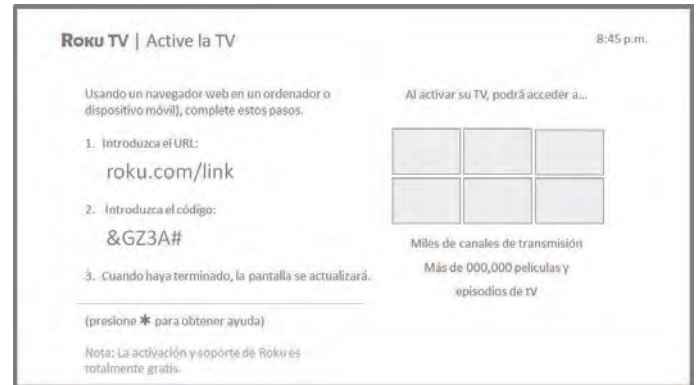 ROKU TV | Active la TV
8:45 p.m.
Usando un navegador web en un ordenador o
dispositivo móvil), complete estos pasos.
1. Introduzca el URL:
roku.com/link
2. Introduzca el código:
&GZ3A#
3. Cuando haya terminado, la pantalla se actualizará.
(presione * para obtener ayuda)
Nota: La activación y soporte de Roku es
totalmente gratis.
Al activar su TV, podrá acceder a...
Miles de canales de transmisión
Más de 000,000 películas y
episodios de tV